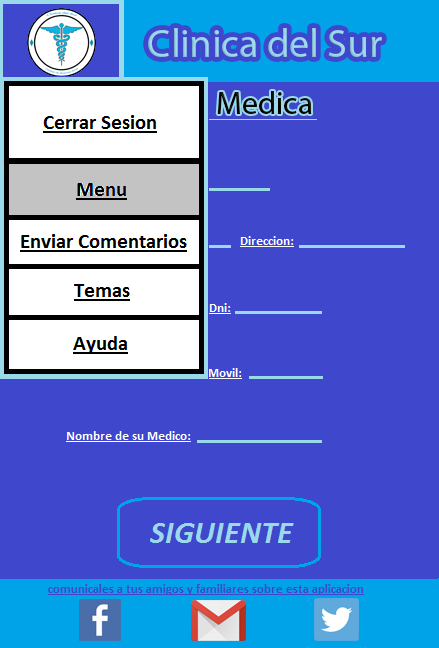 Clinica del Sur
Cerrar Sesion
Medica
Menu
Enviar Comentarios
Direccion:
Temas
Dni:
Ayuda
Movil:
Nombre de su Medico:
SIGUIENTE
comunicales a tus amigos y familiares sobre esta aplicacion